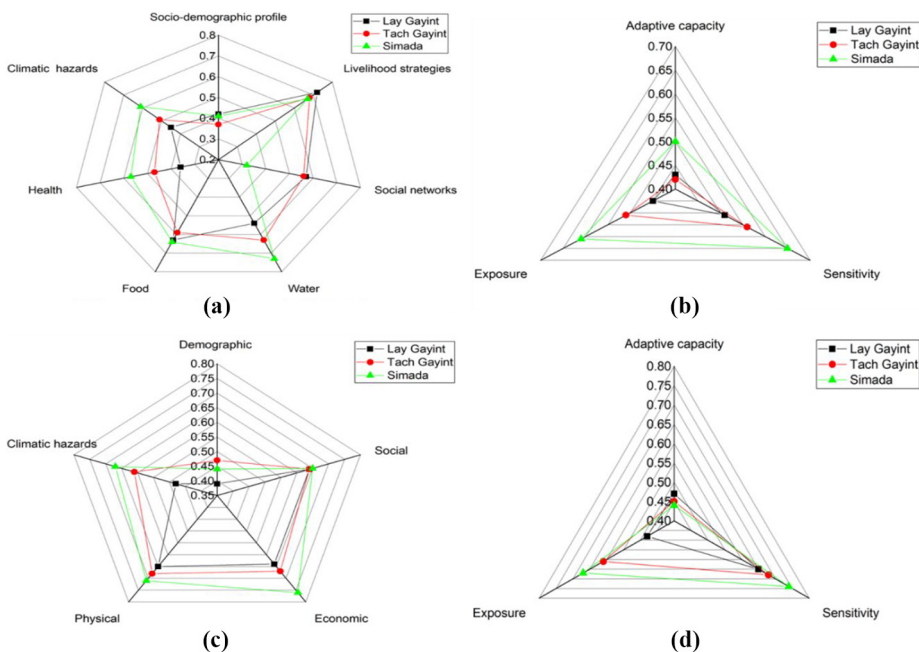 Socio-demographic profile
0.8
0.7
0.6
0.5
0.4
0.3
0.2
Lay Gayint
Tach Gayint
Simada
Climatic hazards
Livelihood strategies
Health
Social networks
Food
Water
(a)
Adaptive capacity
0.70
0.65
0.60
0.55
0.50
0.45
0.40
Lay Gayint
Tach Gayint
Simada
Exposure
Sensitivity
(b)
Demographic
0.80
0.75
0.70
0.65
0.60
0.55
0.50
0.45
0.40
0.35
Lay Gayint
Tach Gayint
Simada
Climatic hazards
Social
Physical
Economic
(c)
Adaptive capacity
0.80
0.75
0.70
0.65
0.60
0.55
0.50
0.45
0.40
Lay Gayint
Tach Gayint
Simada
Exposure
Sensitivity
(d)